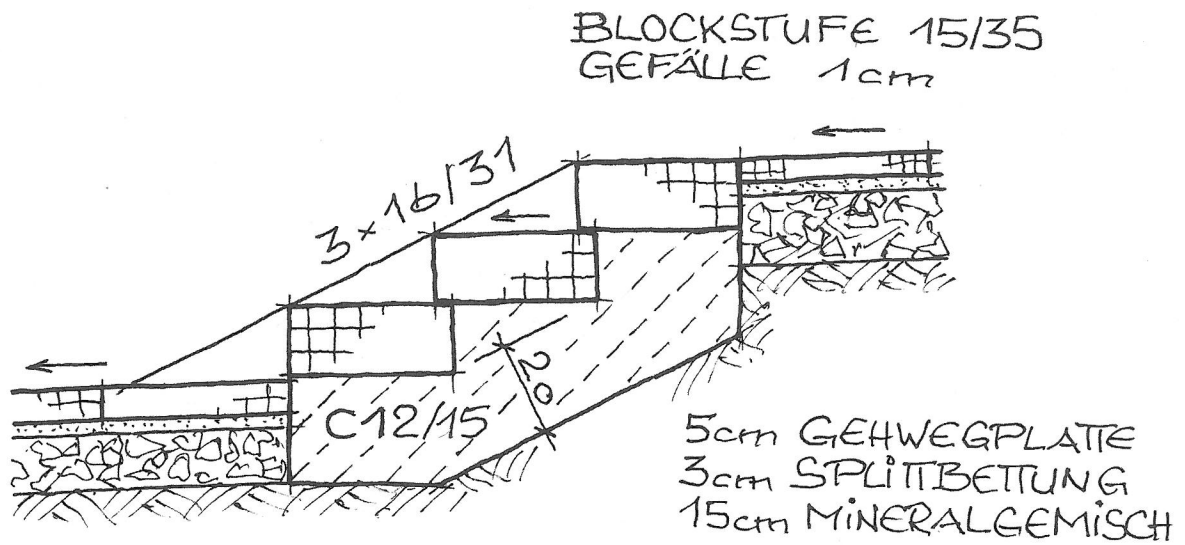 BLOCKSTUFE 15/35
GEFÄLLE 1cm
3×16/31
20
C12/15
5cm GEHWEGPLATTE
3cm SPLITTBETTUNG
15cm MINERALGEMISCH